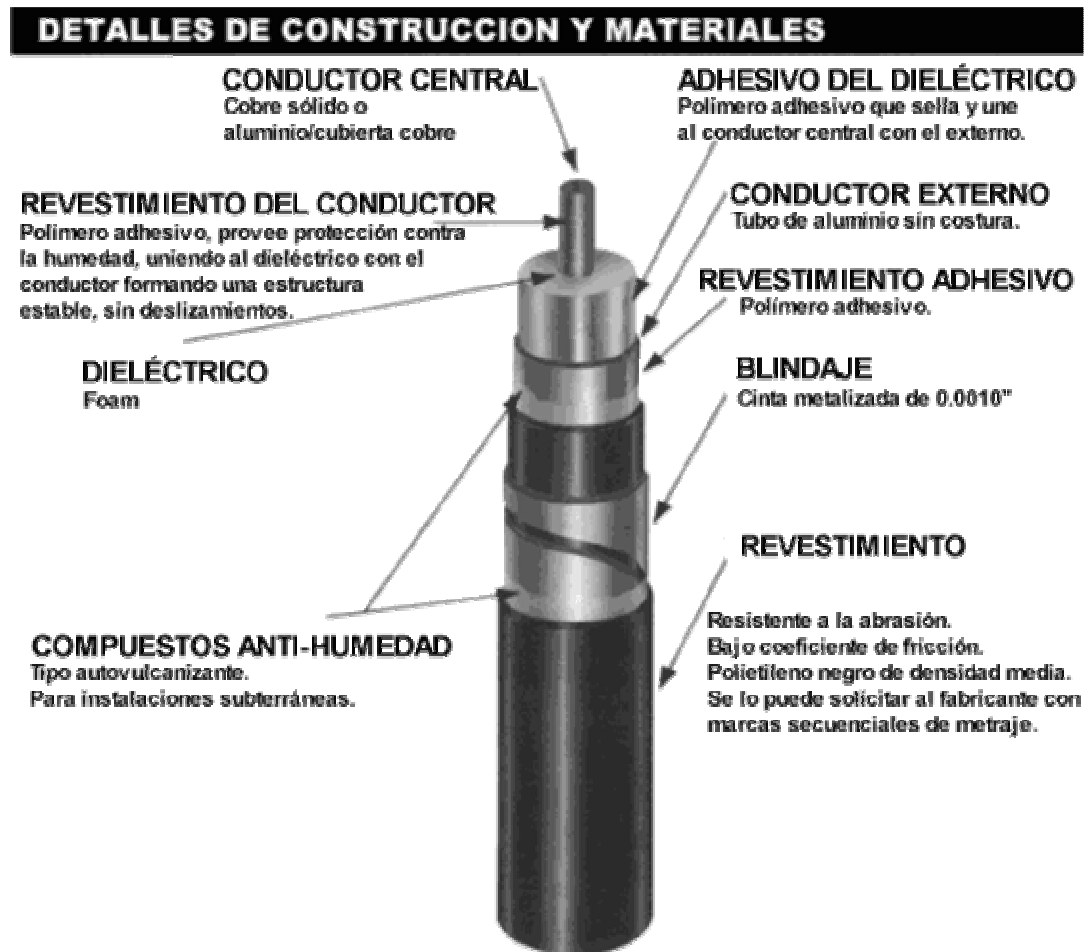 DETALLES DE CONSTRUCCION Y MATERIALES
CONDUCTOR CENTRAL
Cobre sólido o
aluminio/cubierta cobre
ADHESIVO DEL DIELÉCTRICO
Polimero adhesivo que sella y une
al conductor central con el externo.
REVESTIMIENTO DEL CONDUCTOR
Polimero adhesivo, provee protección contra
la humedad, uniendo al dieléctrico con el
conductor formando una estructura
estable, sin deslizamientos.
CONDUCTOR EXTERNO
Tubo de aluminio sin costura.
REVESTIMIENTO ADHESIVO
Polímero adhesivo.
DIELÉCTRICO
Foam
BLINDAJE
Cinta metalizada de 0.0010"
REVESTIMIENTO
Resistente a la abrasión.
Bajo coeficiente de fricción.
Polietileno negro de densidad media.
Se lo puede solicitar al fabricante con
marcas secuenciales de metraje.
COMPUESTOS ANTI-HUMEDAD
Tipo autovulcanizante.
Para instalaciones subterráneas.